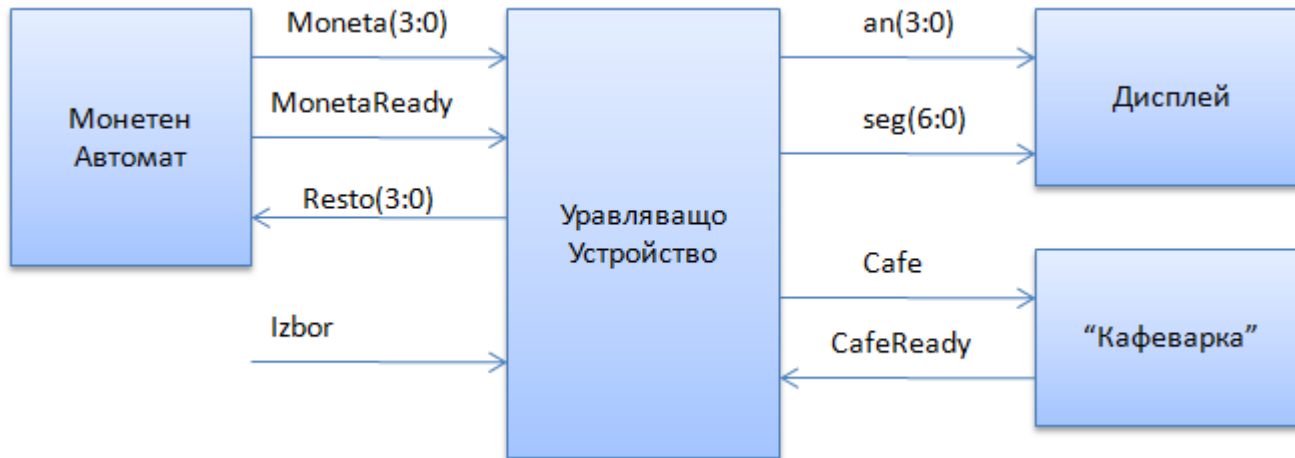 Монетен
Автомат
Moneta(3:0)
MonetaReady
Resto(3:0)
Izbor
Уравляващо
Устройство
an(3:0)
seg(6:0)
Cafe
CafeReady
Дисплей
“Кафеварка”